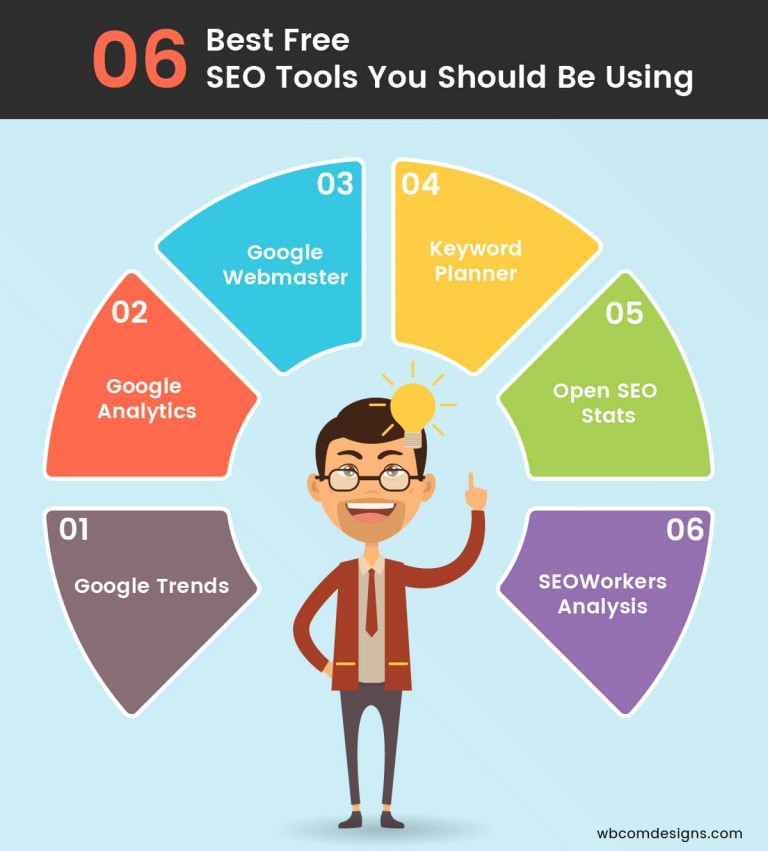 06
Best Free
SEO Tools You Should Be Using
01
Google Trends
02
Google
Analytics
03
Google
Webmaster
04
Keyword
Planner
05
Open SEO
Stats
06
SEOWorkers
Analysis
wbcomdesigns.com